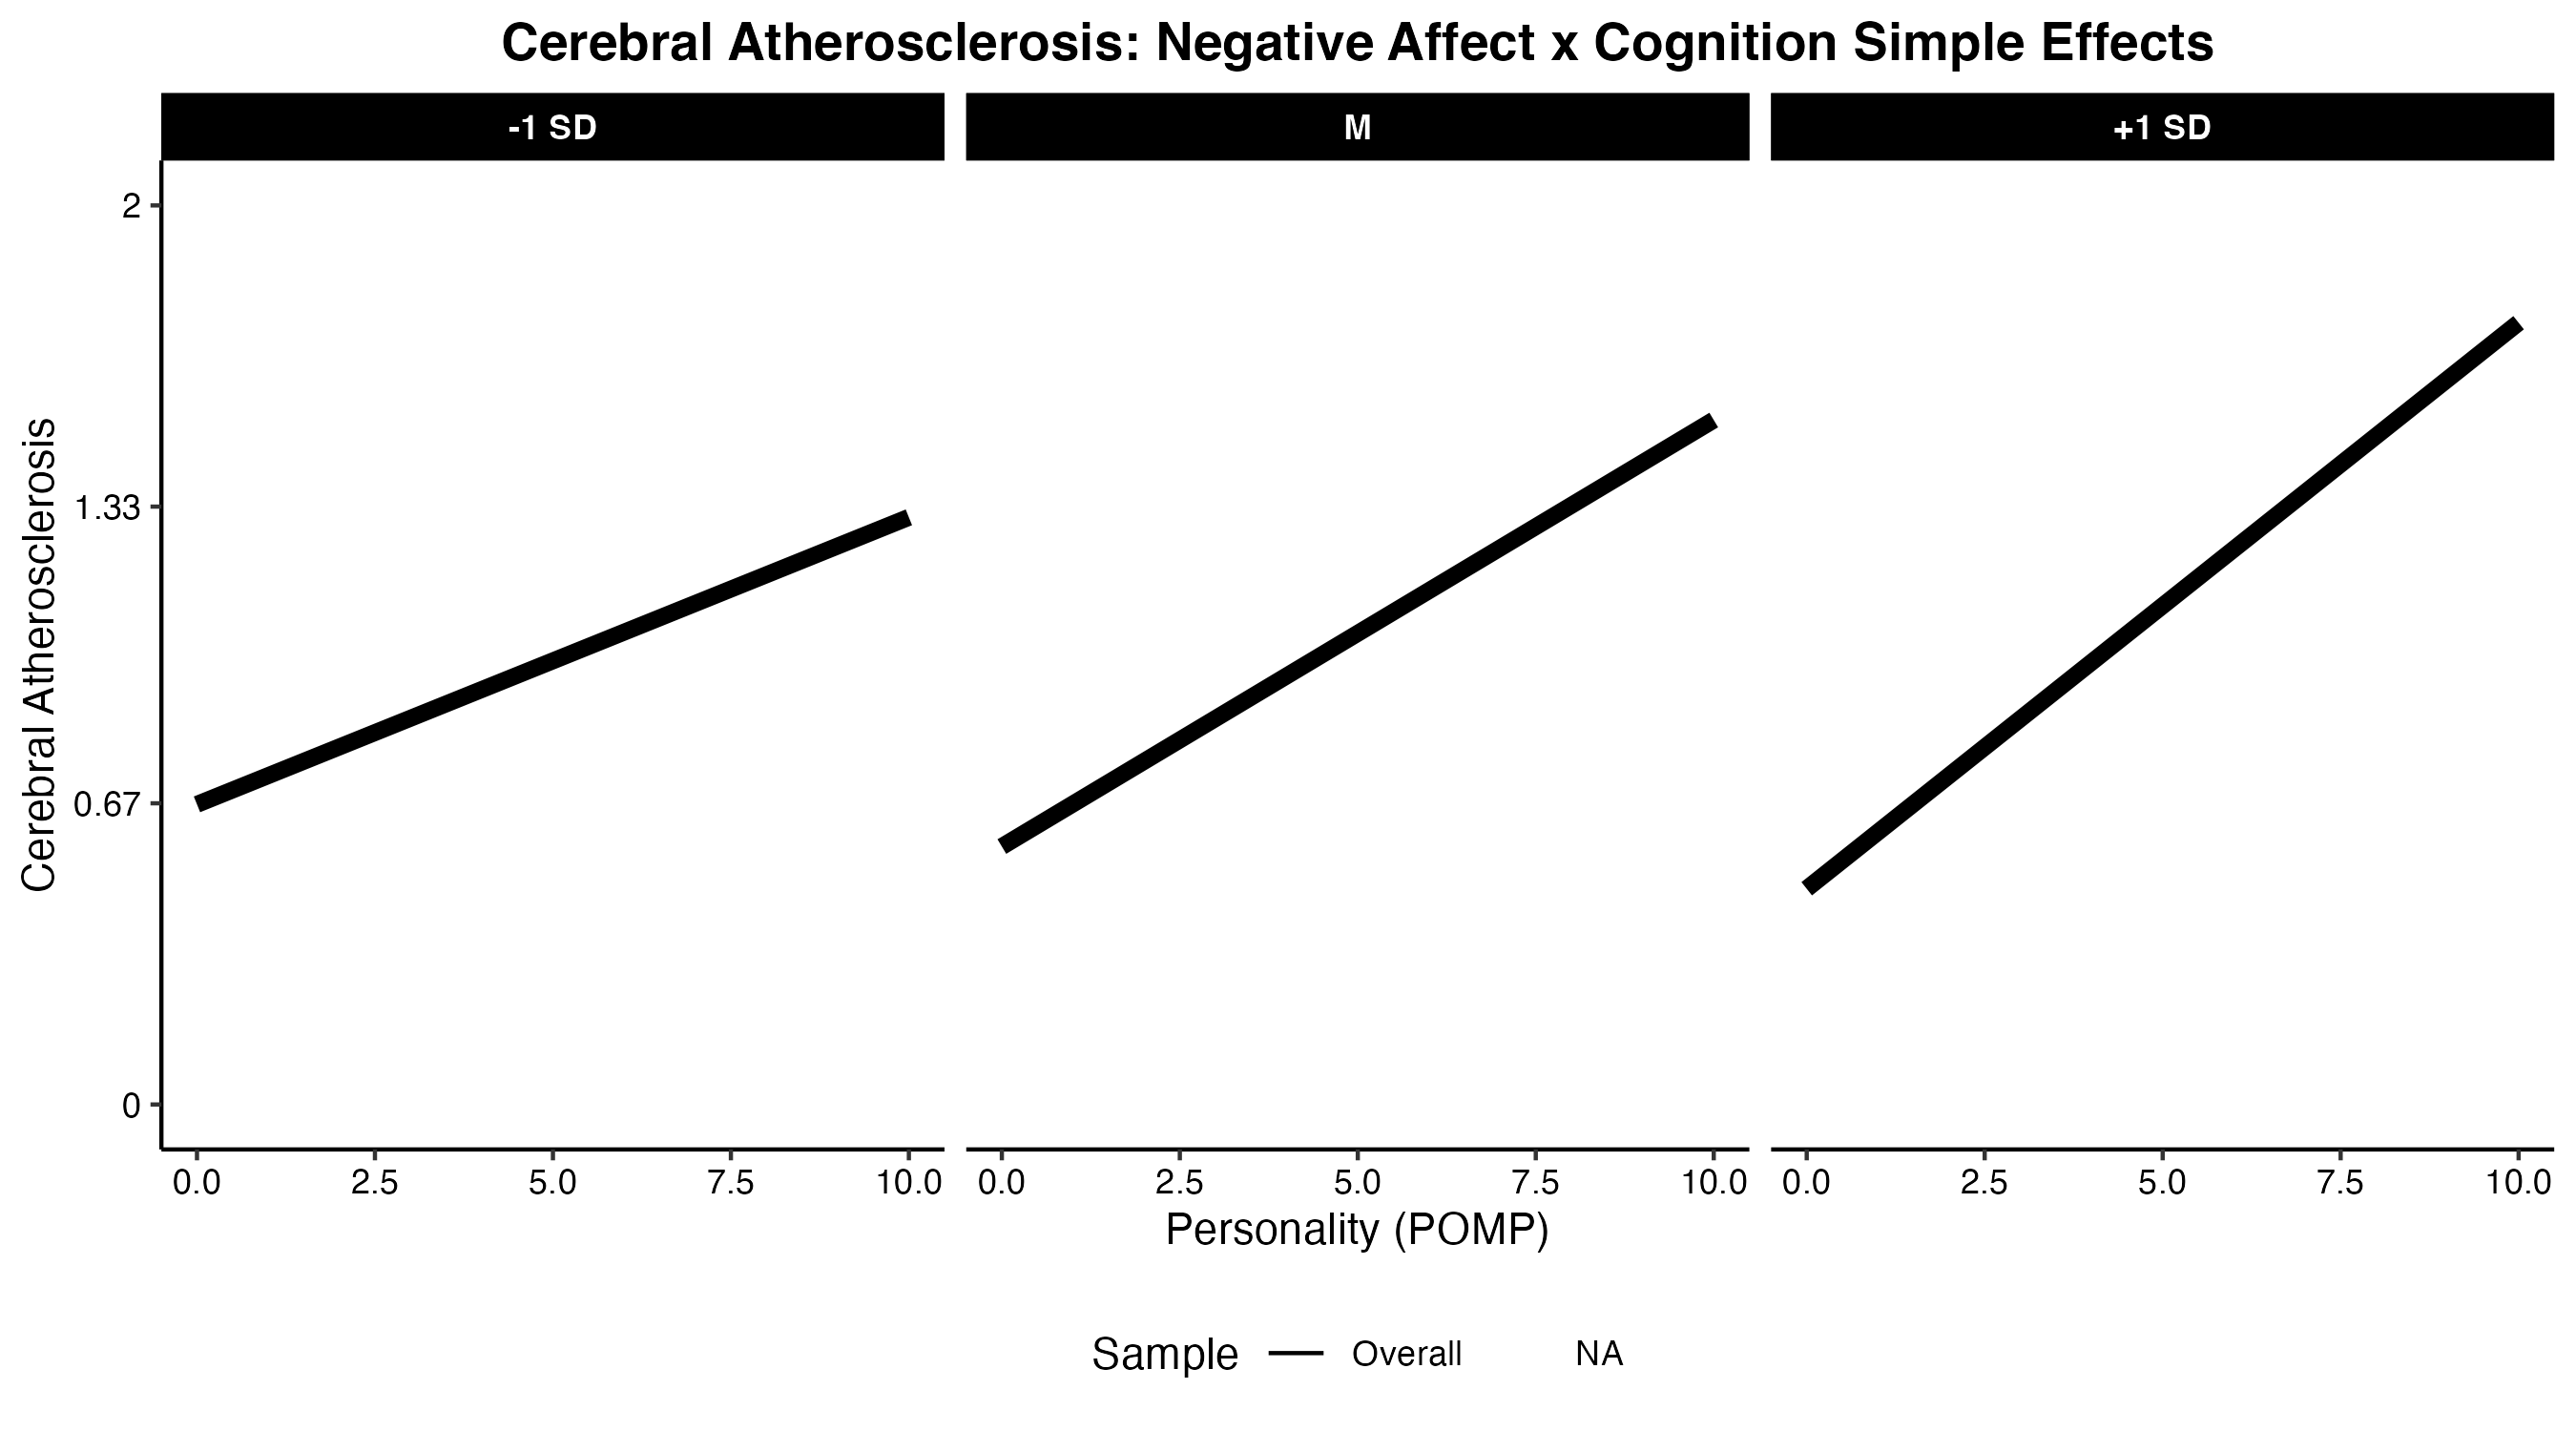 Cerebral Atherosclerosis: Negative Affect x Cognition Simple Effects
-1 SD
M
+1 SD
Cerebral Atherosclerosis
2
1.33
0.67
0
0.0 2.5 5.0 7.5 10.0
0.0 2.5 5.0 7.5 10.0
0.0 2.5 5.0 7.5 10.0
Personality (POMP)
Sample Overall NA